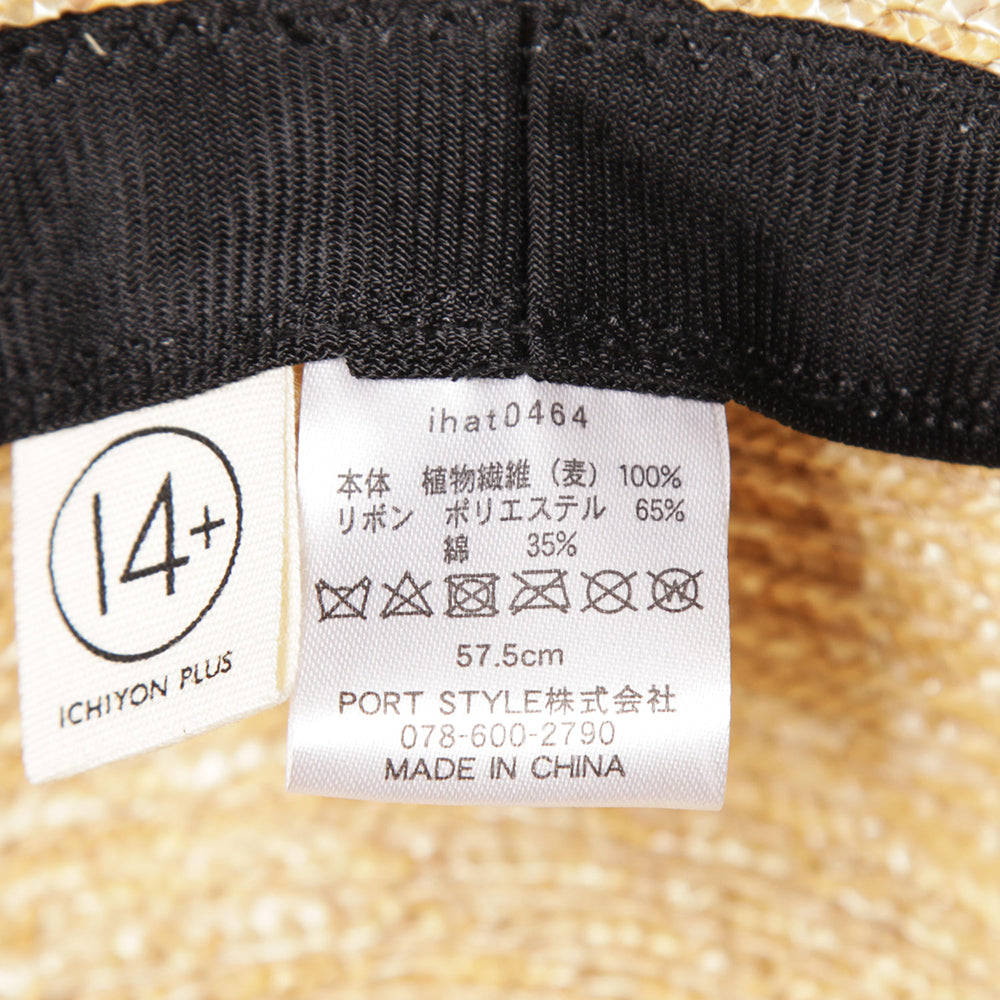 14+
ICHIYON PLUS
ihat0464
本体 植物繊維（麦）100%
リボン ポリエステル 65%
綿 35%
57.5cm
PORT STYLE株式会社
078-600-2790
MADE IN CHINA